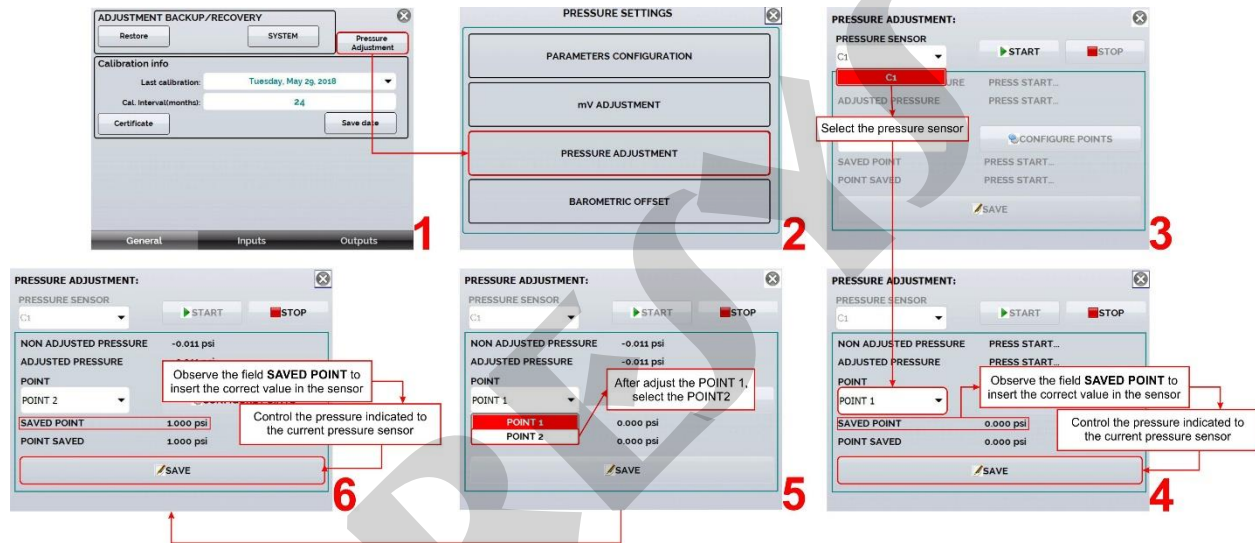 ADJUSTMENT BACKUP/RECOVERY
Restore
SYSTEM
Pressure
Adjustment
Calibration info
Last calibration:
Tuesday, May 29, 2018
Cal. Interval(months):
24
Certificate
Save date
General
Inputs
Outputs
1
PRESSURE SETTINGS
PARAMETERS CONFIGURATION
mV ADJUSTMENT
PRESSURE ADJUSTMENT
BAROMETRIC OFFSET
2
PRESSURE ADJUSTMENT:
PRESSURE SENSOR
C1
START
STOP
C1
URE
PRESS START...
ADJUSTED PRESSURE
PRESS START...
Select the pressure sensor
CONFIGURE POINTS
SAVED POINT
PRESS START...
POINT SAVED
PRESS START...
SAVE
3
PRESSURE ADJUSTMENT:
PRESSURE SENSOR
C1
START
STOP
NON ADJUSTED PRESSURE
-0.011 psi
ADJUSTED PRESSURE
POINT
POINT 2
Observe the field SAVED POINT to
insert the correct value in the sensor
Control the pressure indicated to
the current pressure sensor
SAVED POINT
1.000 psi
POINT SAVED
1.000 psi
SAVE
6
PRESSURE ADJUSTMENT:
PRESSURE SENSOR
C1
START
STOP
NON ADJUSTED PRESSURE
-0.011 psi
ADJUSTED PRESSURE
-0.011 psi
POINT
POINT 1
After adjust the POINT 1,
select the POINT2
POINT 1
POINT 2
0.000 psi
0.000 psi
SAVE
5
PRESSURE ADJUSTMENT:
PRESSURE SENSOR
C1
START
STOP
NON ADJUSTED PRESSURE
PRESS START...
ADJUSTED PRESSURE
PRESS START...
POINT
POINT 1
Observe the field SAVED POINT to
insert the correct value in the sensor
Control the pressure indicated to
the current pressure sensor
SAVED POINT
0.000 psi
POINT SAVED
0.000 psi
SAVE
4